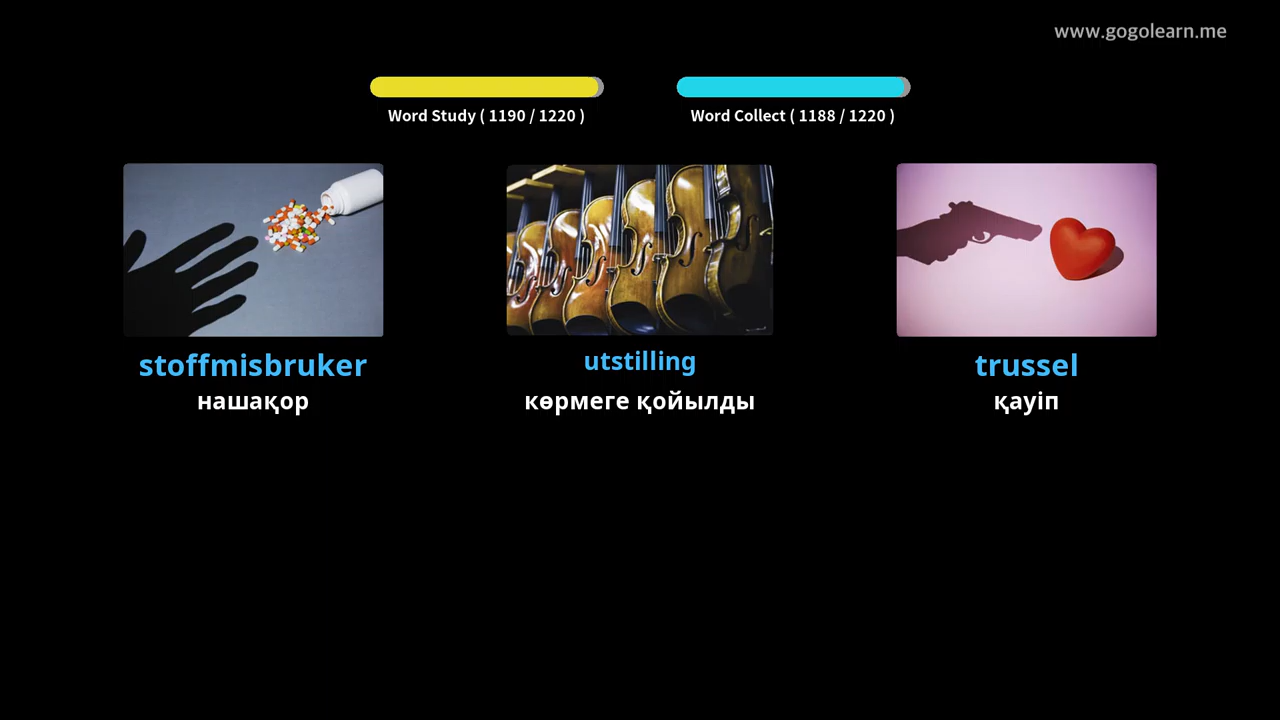 www.gogolearn.me
Word Study ( 1190 / 1220 )
Word Collect ( 1188 / 1220 )
stoffmisbruker
utstilling
trussel
нашақор
көрмеге қойылды
қауіп